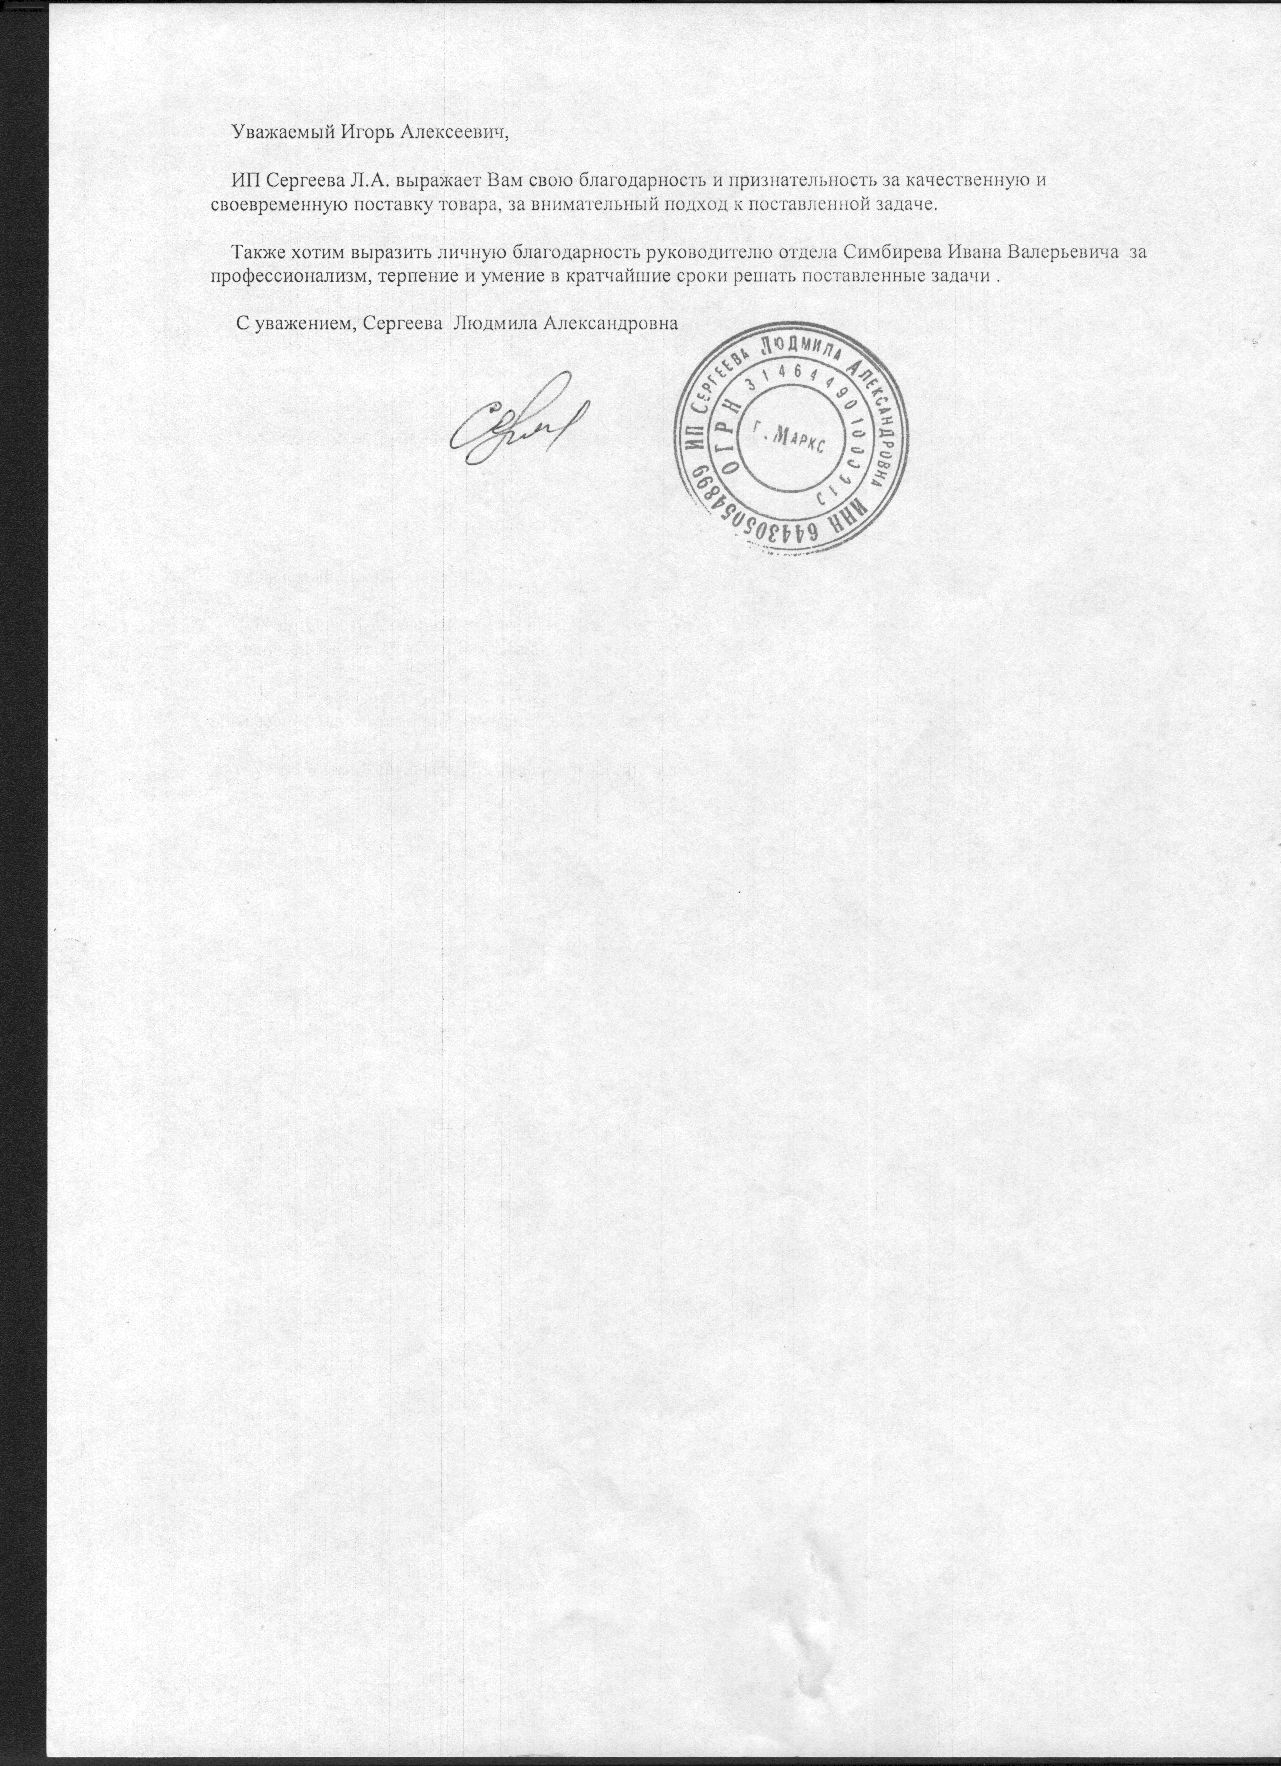 Уважаемый Игорь Алексеевич,
ИП Сергеева Л.А. выражает Вам свою благодарность и признательность за качественную и
своевременную поставку товара, за внимательный подход к поставленной задаче.
Также хотим выразить личную благодарность руководителю отдела Симбирева Ивана Валерьевича за
профессионализм, терпение и умение в кратчайшие сроки решать поставленные задачи .
С уважением, Сергеева Людмила Александровна
ИП Сергеева Людмила Александровна ИНН 644305054899
ОГРН
г. Маркс